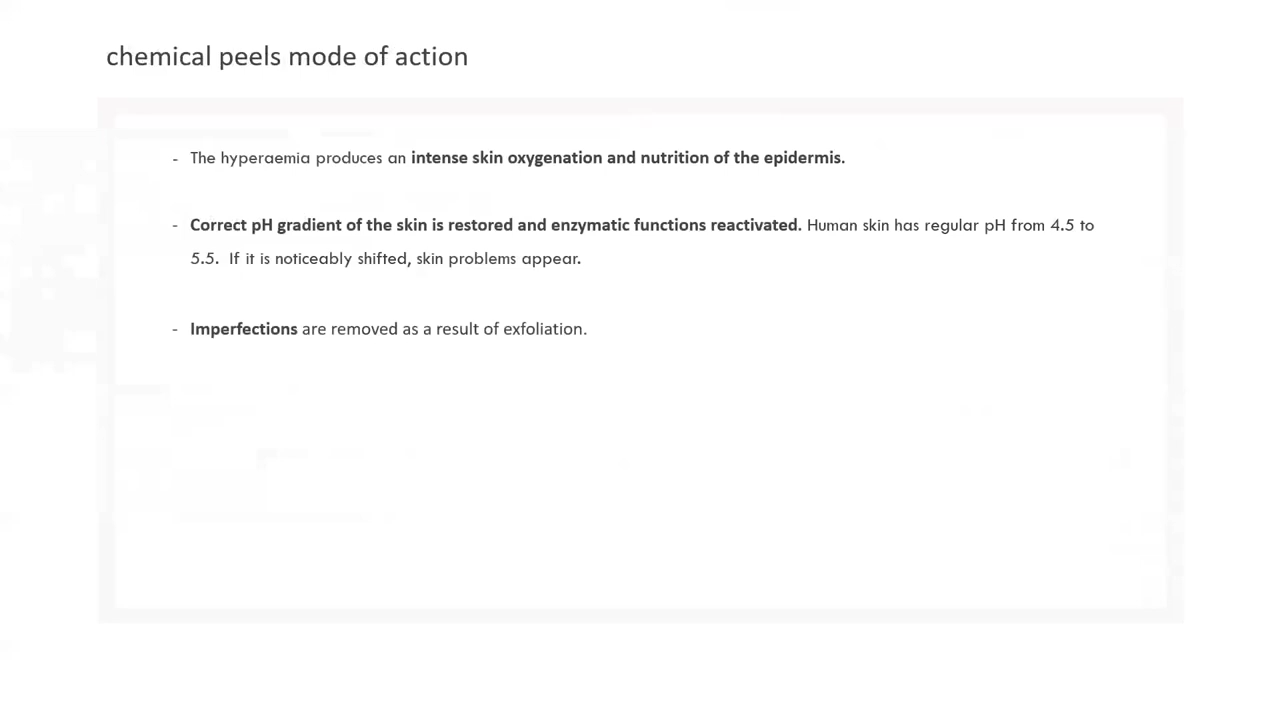 chemical peels mode of action
- The hyperaemia produces an intense skin oxygenation and nutrition of the epidermis.
- Correct pH gradient of the skin is restored and enzymatic functions reactivated. Human skin has regular pH from 4.5 to
5.5. If it is noticeably shifted, skin problems appear.
- Imperfections are removed as a result of exfoliation.